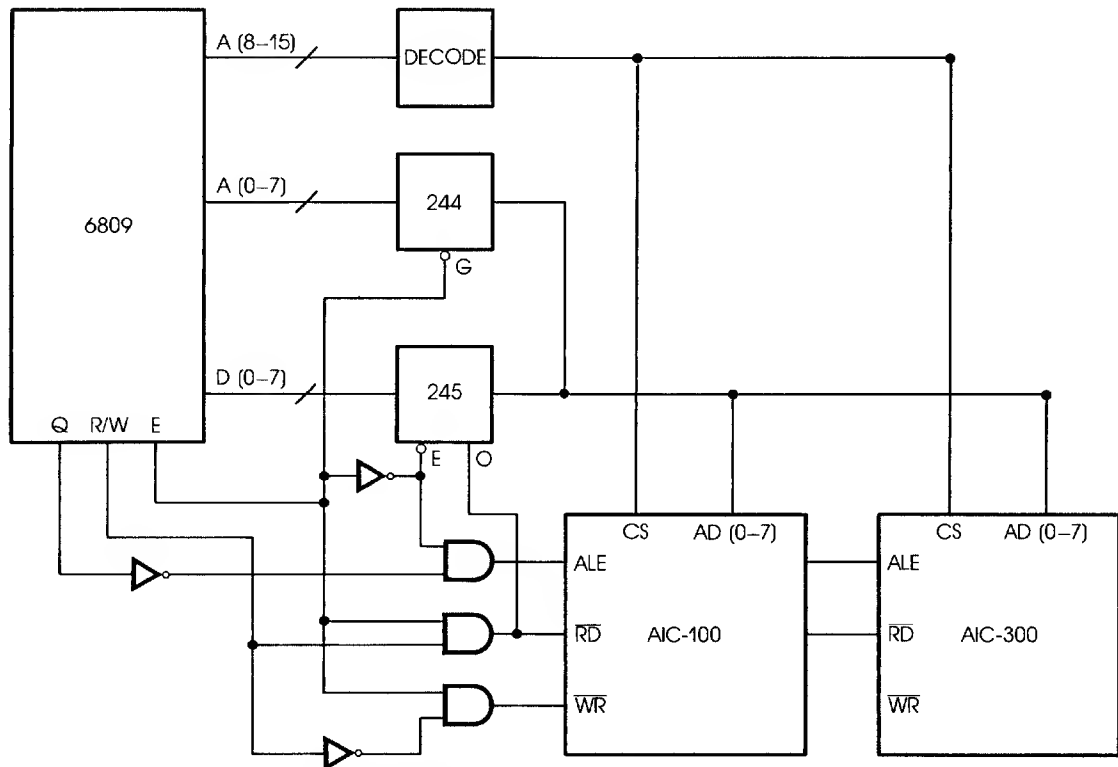 A (8–15)
DECODE
A (0–7)
244
6809
G
D (0–7)
245
Q R/W E
E O
CS AD (0–7)
CS AD (0–7)
ALE
ALE
RD
AIC-100
RD
AIC-300
WR
WR